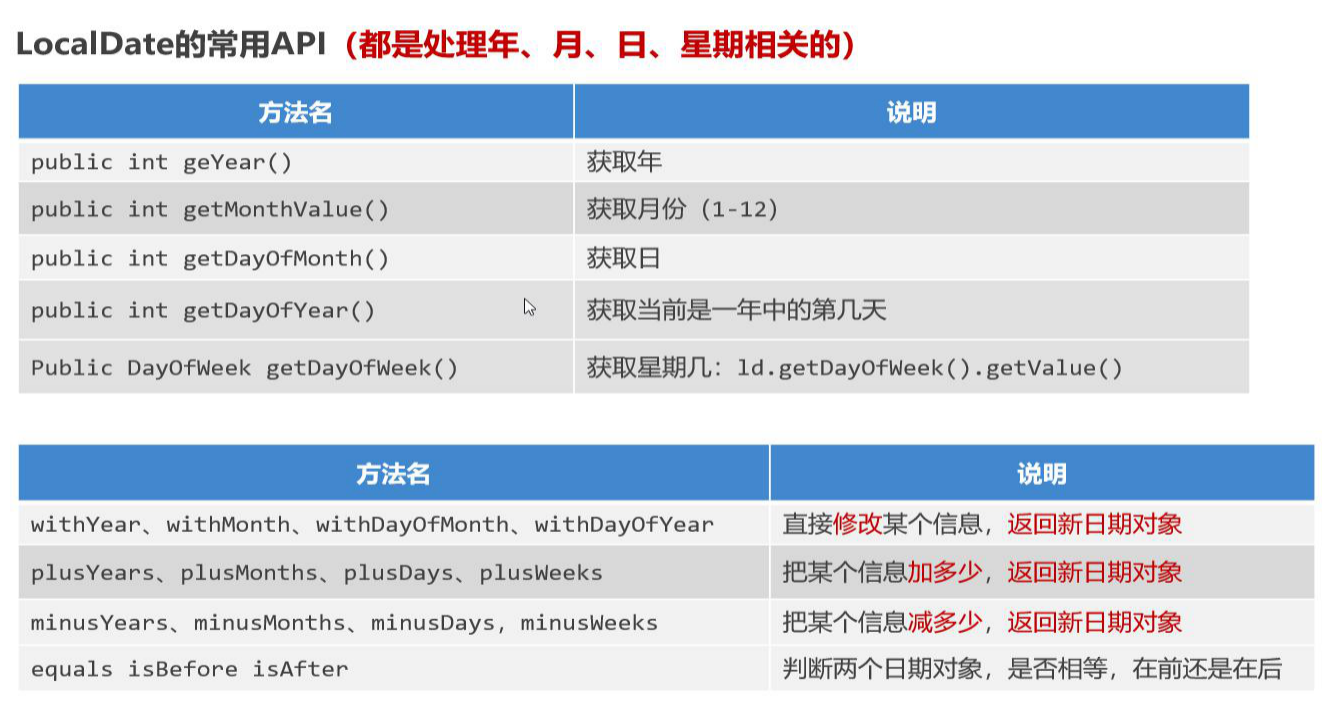 LocalDate的常用API（都是处理年、月、日、星期相关的）
方法名 说明
public int geYear() 获取年
public int getMonthValue() 获取月份（1-12）
public int getDayOfMonth() 获取日
public int getDayOfYear() 获取当前是一年中的第几天
Public DayOfWeek getDayOfWeek() 获取星期几：ld.getDayOfWeek().getValue()
方法名 说明
withYear、withMonth、withDayOfMonth、withDayOfYear 直接修改某个信息，返回新日期对象
plusYears、plusMonths、plusDays、plusWeeks 把某个信息加多少，返回新日期对象
minusYears、minusMonths、minusDays, minusWeeks 把某个信息减多少，返回新日期对象
equals isBefore isAfter 判断两个日期对象，是否相等，在前还是在后